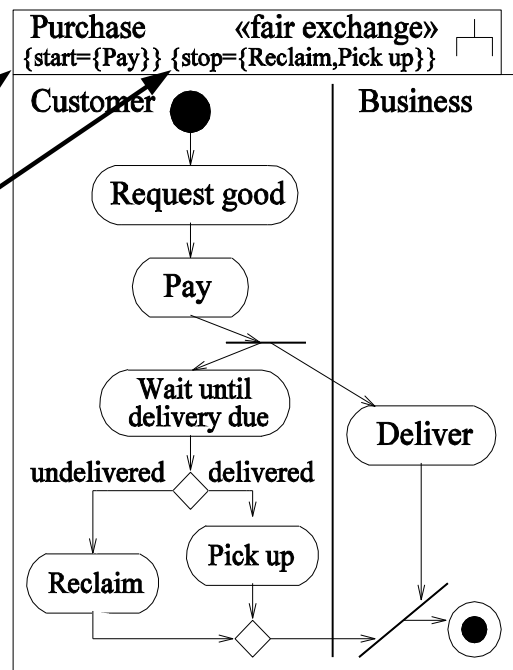 Purchase «fair exchange»
{start={Pay}} {stop={Reclaim,Pick up}}
Customer Business
Request good
Pay
Wait until
delivery due
Deliver
undelivered delivered
Pick up
Reclaim